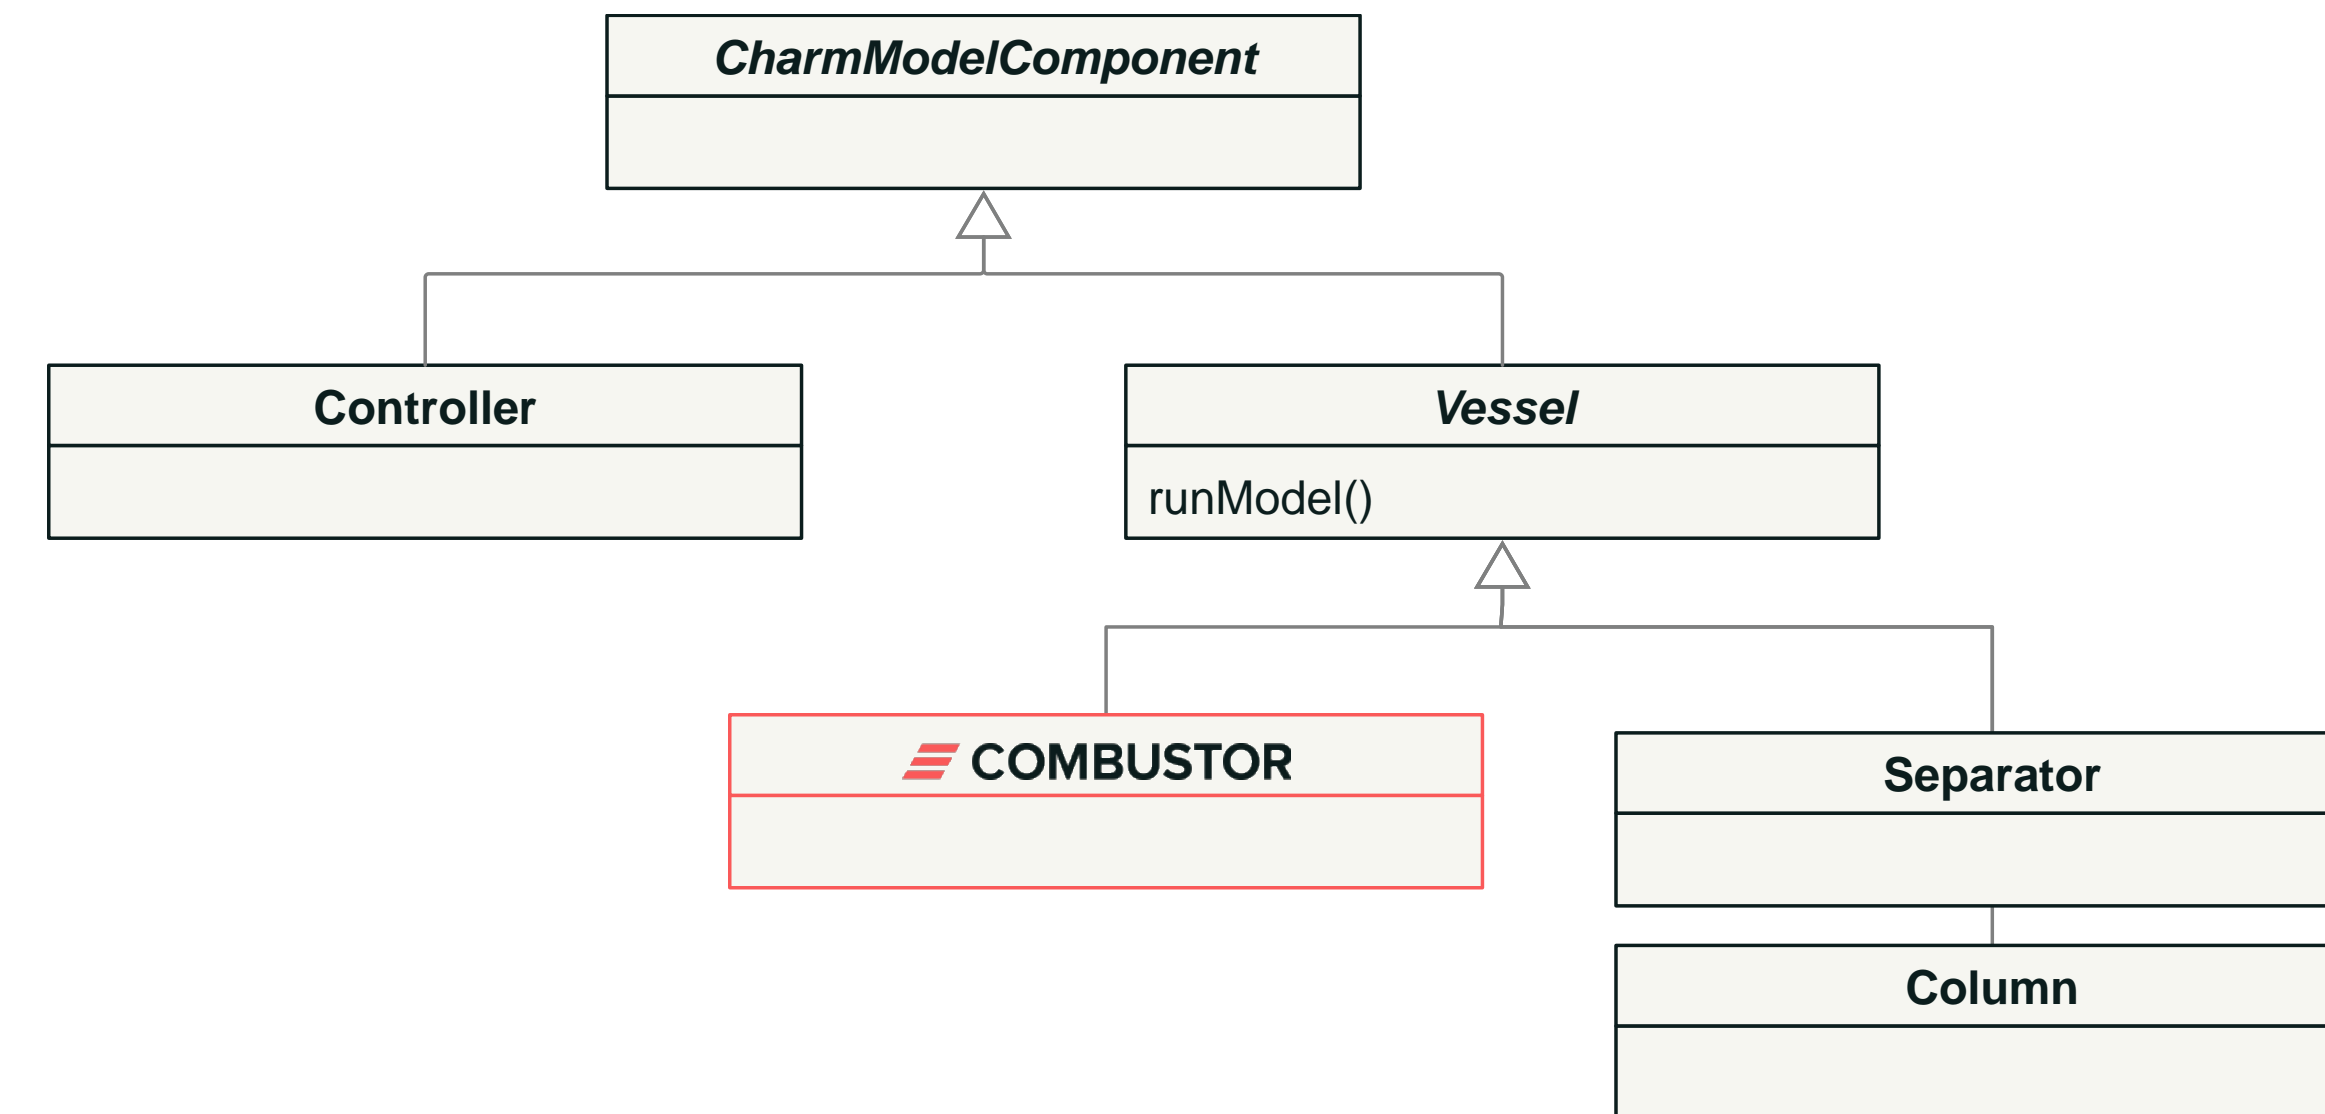 CharmModelComponent
Controller
Vessel
runModel()
COMBUSTOR
Separator
Column